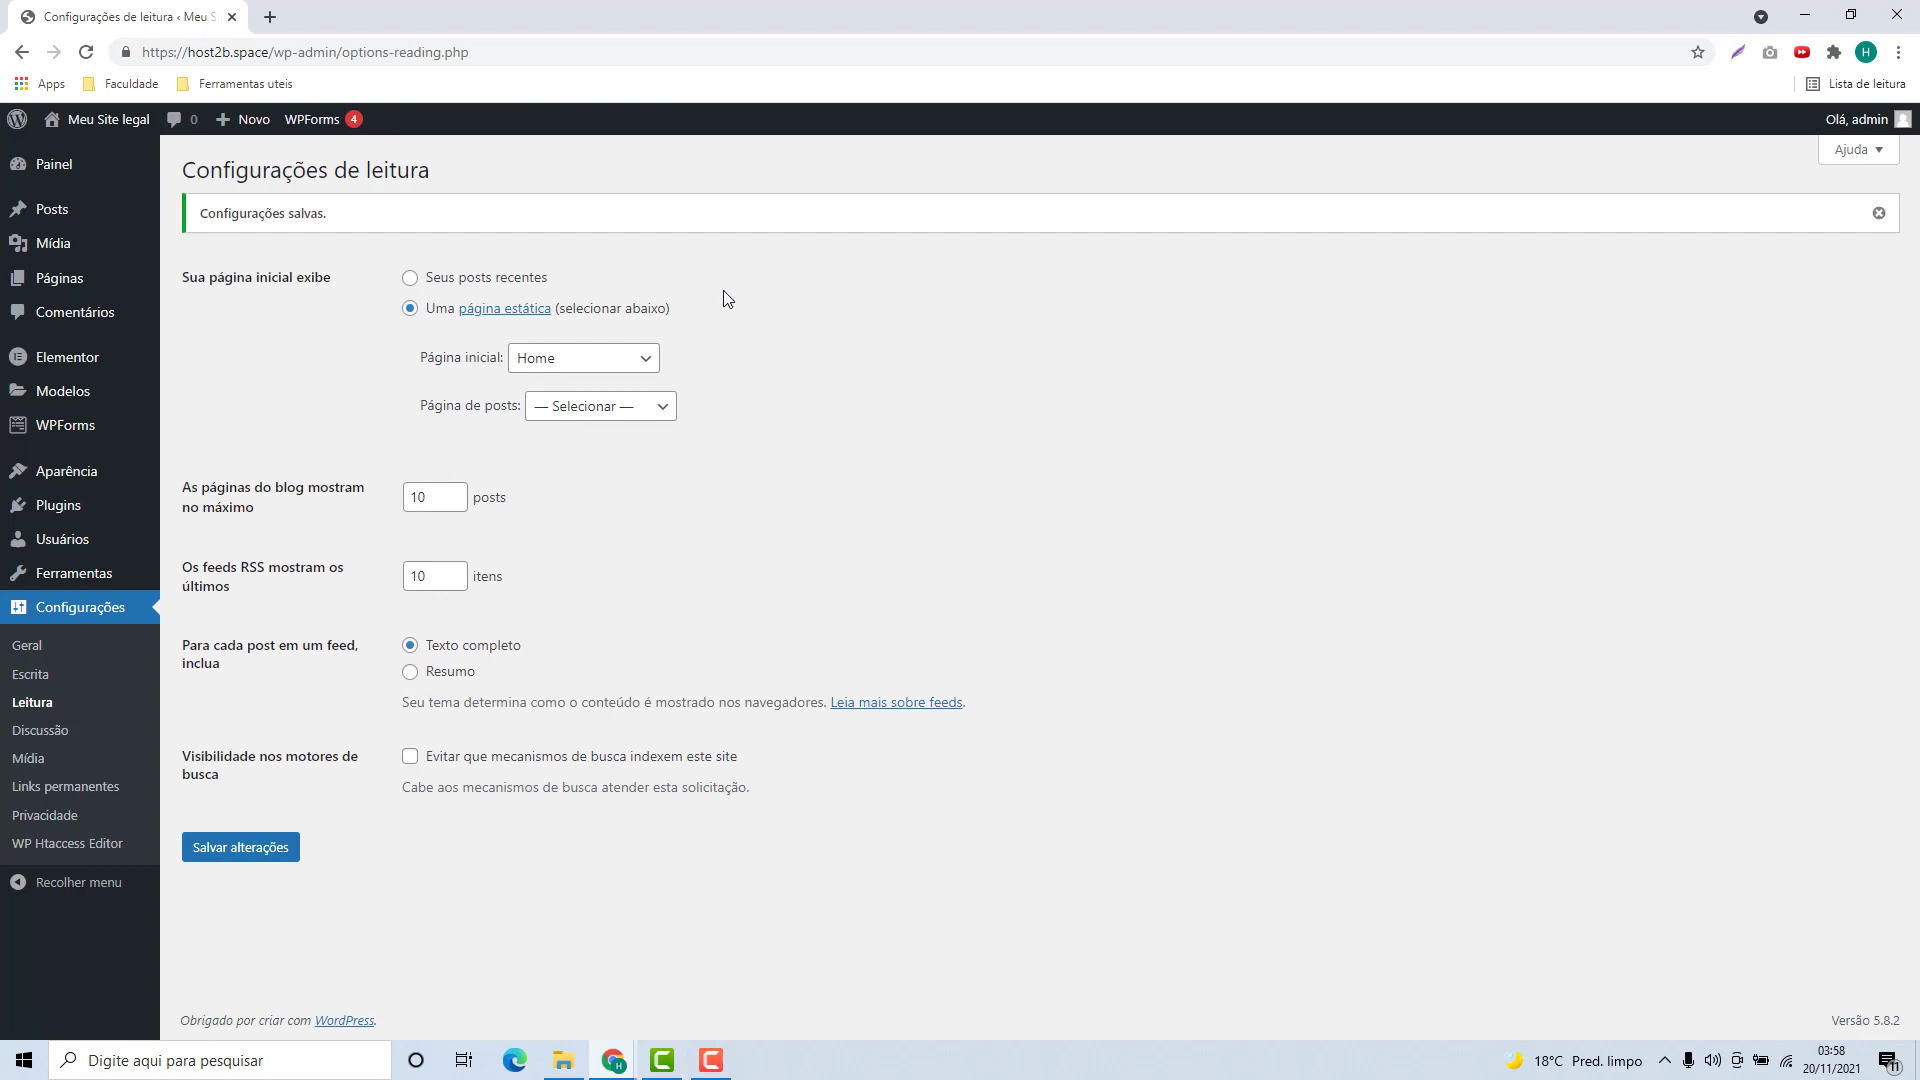 Configurações de leitura ‹ Meu S
https://host2b.space/wp-admin/options-reading.php
H
Apps
Faculdade
Ferramentas uteis
Lista de leitura
Meu Site legal
0
Novo
WPForms 4
Olá, admin
Painel
Posts
Mídia
Páginas
Comentários
Elementor
Modelos
WPForms
Aparência
Plugins
Usuários
Ferramentas
Configurações
Geral
Escrita
Leitura
Discussão
Mídia
Links permanentes
Privacidade
WP Htaccess Editor
Recolher menu
Ajuda
Configurações de leitura
Configurações salvas.
Sua página inicial exibe
Seus posts recentes
Uma página estática (selecionar abaixo)
Página inicial: Home
Página de posts: — Selecionar —
As páginas do blog mostram
no máximo
10 posts
Os feeds RSS mostram os
últimos
10 itens
Para cada post em um feed,
inclua
Texto completo
Resumo
Seu tema determina como o conteúdo é mostrado nos navegadores. Leia mais sobre feeds.
Visibilidade nos motores de
busca
Evitar que mecanismos de busca indexem este site
Cabe aos mecanismos de busca atender esta solicitação.
Salvar alterações
Obrigado por criar com WordPress.
Versão 5.8.2
Digite aqui para pesquisar
18°C Pred. limpo
03:58
20/11/2021
11